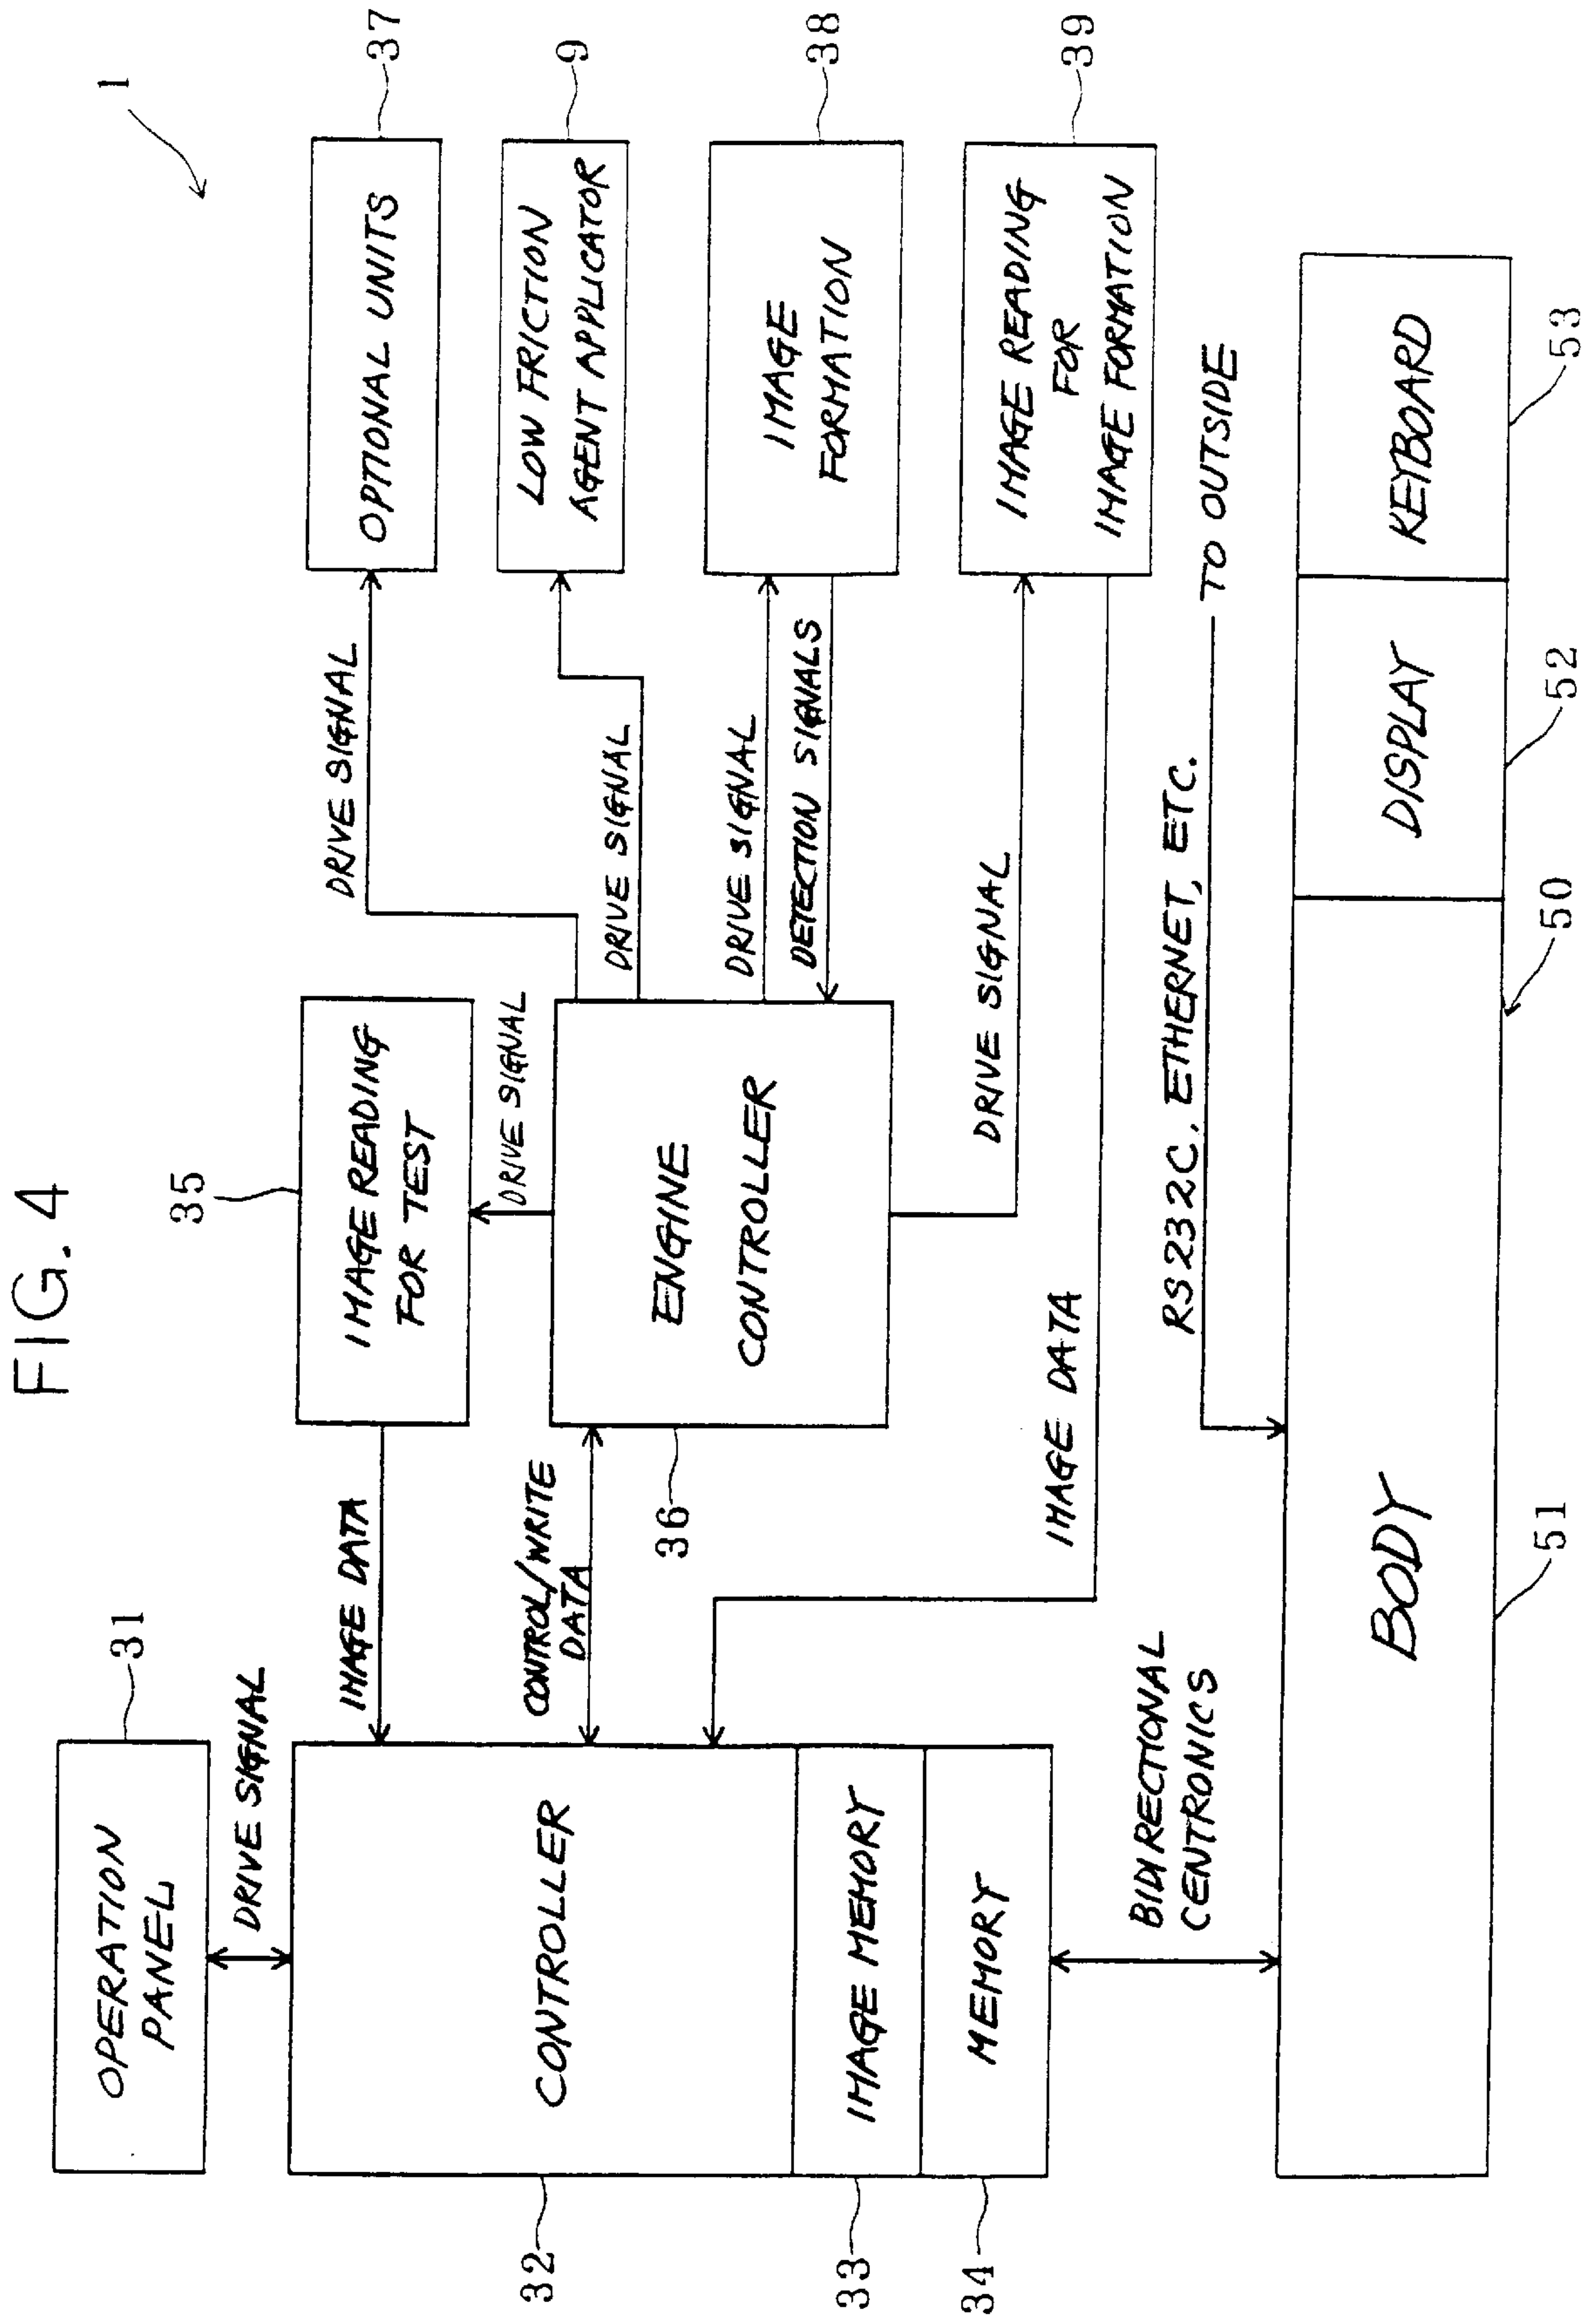 FIG. 4
1
31
OPERATION
PANEL
DRIVE SIGNAL
35
37
IMAGE DATA
IMAGE READING
FOR TEST
DRIVE SIGNAL
OPTIONAL UNITS
9
32
CONTROLLER
CONTROL/WRITE
DATA
DRIVE SIGNAL
DRIVE SIGNAL
LOW FRICTION
AGENT APPLICATOR
36
ENGINE
CONTROLLER
DRIVE SIGNAL
DETECTION SIGNALS
IMAGE
FORMATION
38
33
IMAGE MEMORY
34
MEMORY
IMAGE DATA
DRIVE SIGNAL
IMAGE READING
FOR
IMAGE FORMATION
39
BIDIRECTIONAL
CENTRONICS
RS232C. ETHERNET, ETC.
TO OUTSIDE
BODY
DISPLAY
KEYBOARD
51
50
52
53